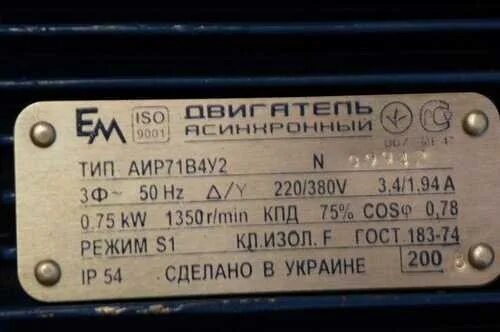 ЕМ ISO 9001 ДВИГАТЕЛЬ АСИНХРОННЫЙ
ТИП АИР71В4У2 N
3Ф~ 50 Hz Δ/Y 220/380V 3,4/1,94 A
0,75 kW 1350 r/min КПД 75% COSφ 0,78
РЕЖИМ S1 КЛ.ИЗОЛ. F ГОСТ 183-74
IP 54 СДЕЛАНО В УКРАИНЕ 200